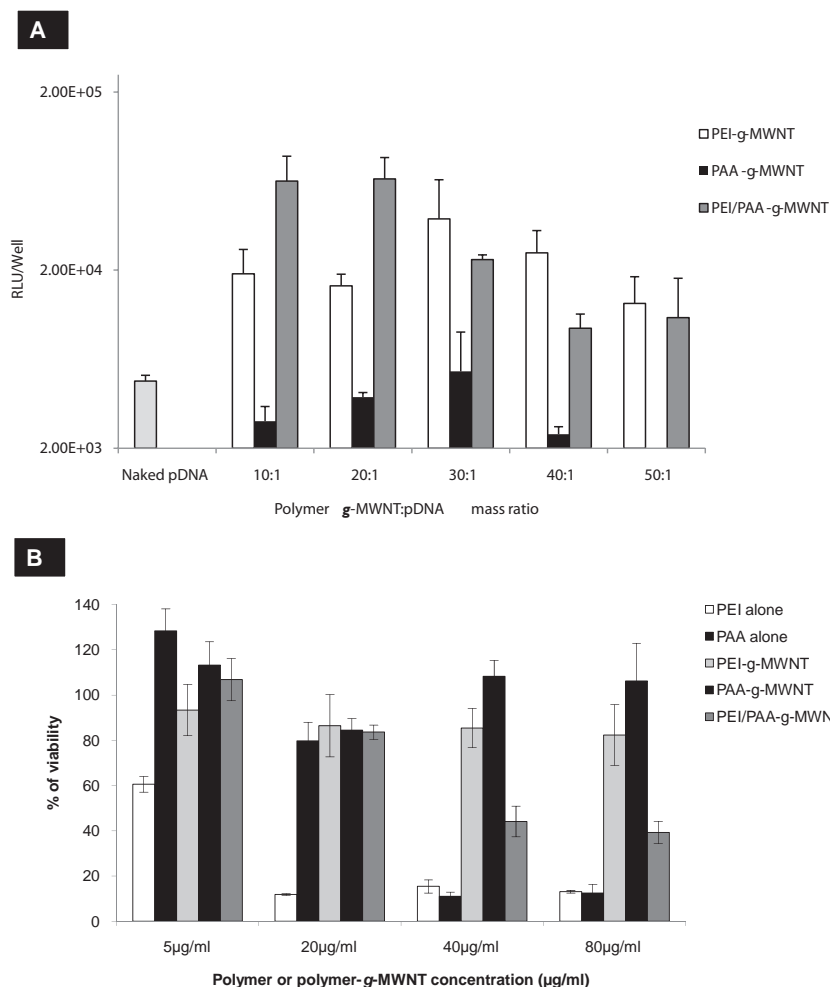 A
2.00E+05
2.00E+04
2.00E+03
RLU/Well
PEI-g-MWNT
PAA -g-MWNT
PEI/PAA -g-MWNT
Naked pDNA 10:1 20:1 30:1 40:1 50:1
Polymer g-MWNT:pDNA mass ratio
B
140
120
100
80
60
40
20
0
% of viability
PEI alone
PAA alone
PEI-g-MWNT
PAA-g-MWNT
PEI/PAA-g-MWN
5µg/ml 20µg/ml 40µg/ml 80µg/ml
Polymer or polymer-g-MWNT concentration (µg/ml)